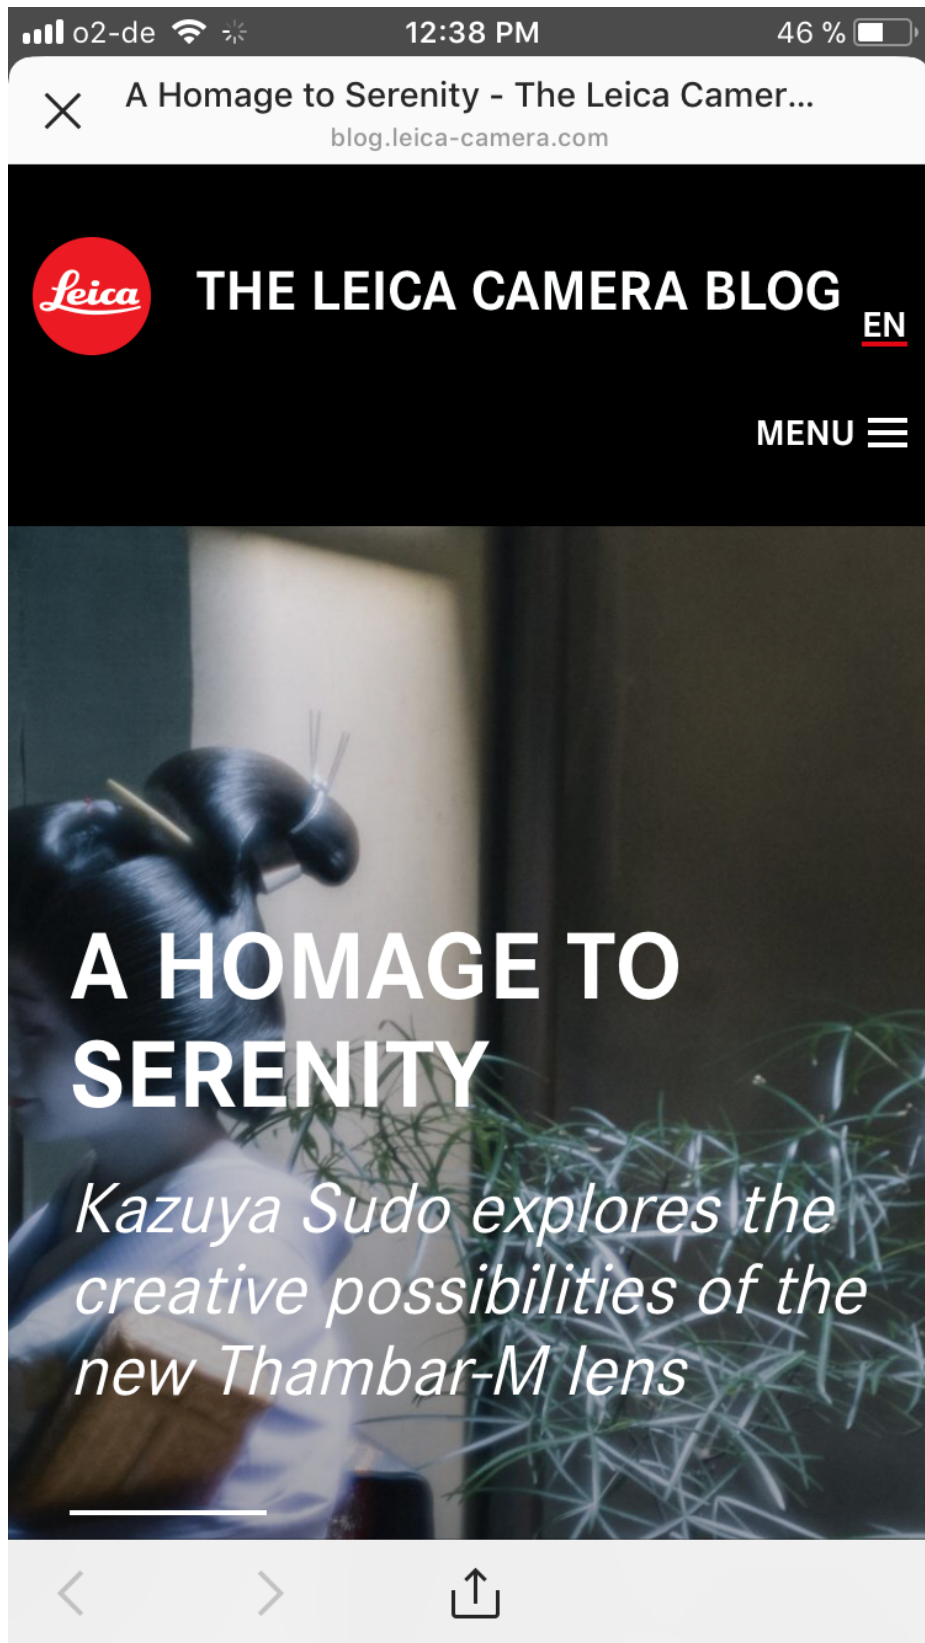 o2-de 12:38 PM 46 %
A Homage to Serenity - The Leica Camer...
blog.leica-camera.com
Leica THE LEICA CAMERA BLOG
EN
MENU
A HOMAGE TO
SERENITY
Kazuya Sudo explores the
creative possibilities of the
new Thambar-M lens